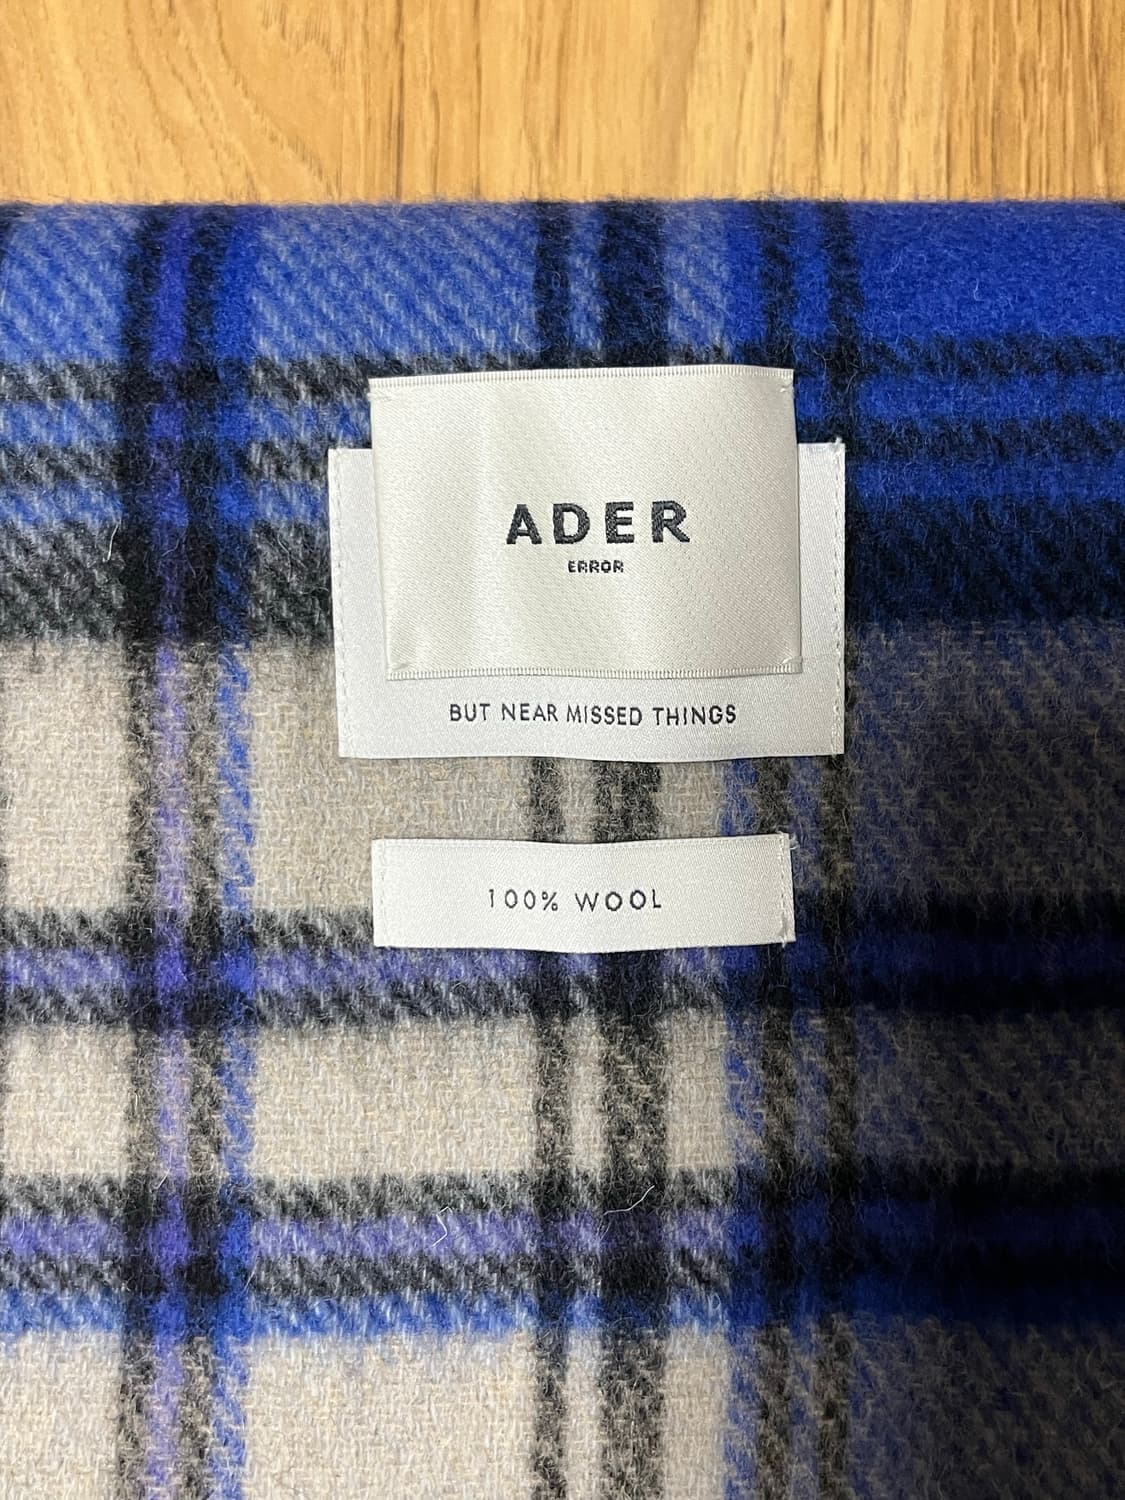 ADER
ERROR
BUT NEAR MISSED THINGS
100% WOOL